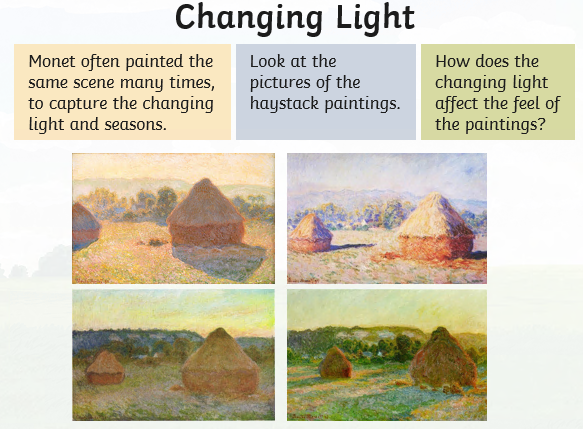 Changing Light
Monet often painted the
same scene many times,
to capture the changing
light and seasons.
Look at the
pictures of the
haystack paintings.
How does the
changing light
affect the feel of
the paintings?